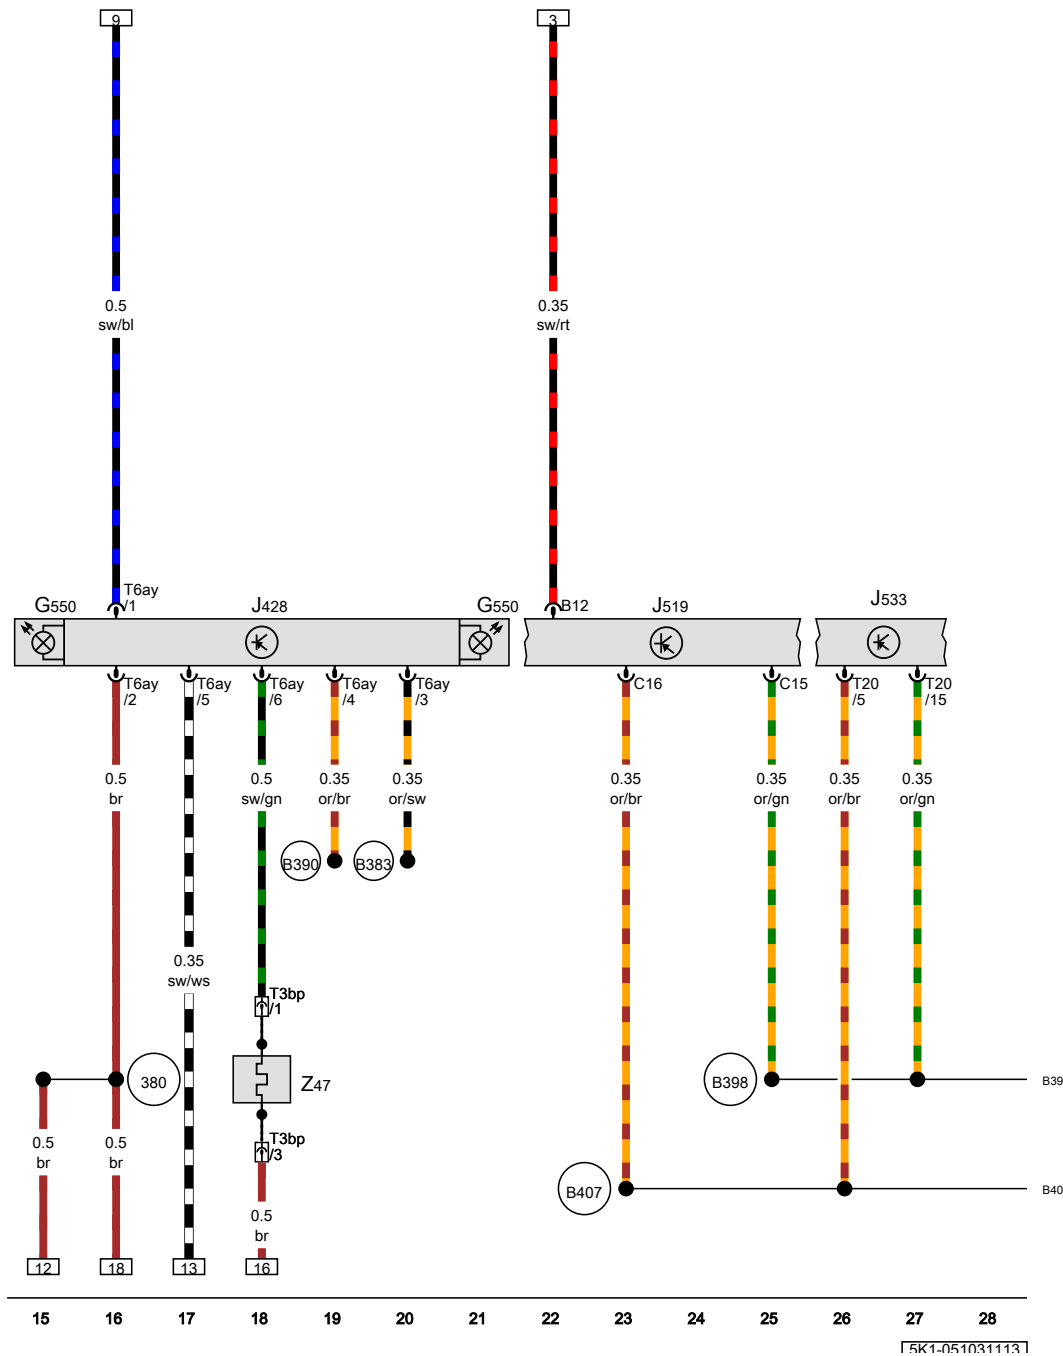 9
3
0.5
sw/bl
0.35
sw/rt
T6ay
/1
G550
J428
G550
B12
J519
J533
T6ay
/2
T6ay
/5
T6ay
/6
T6ay
/4
T6ay
/3
C16
C15
T20
/5
T20
/15
0.5
br
0.5
sw/gn
0.35
or/br
0.35
or/sw
0.35
or/br
0.35
or/gn
0.35
or/br
0.35
or/gn
B390
B383
0.35
sw/ws
T3bp
/1
380
Z47
B398
B39
0.5
br
0.5
br
T3bp
/3
B407
B40
0.5
br
12
18
13
16
15 16 17 18 19 20 21 22 23 24 25 26 27 28
5K1-051031113